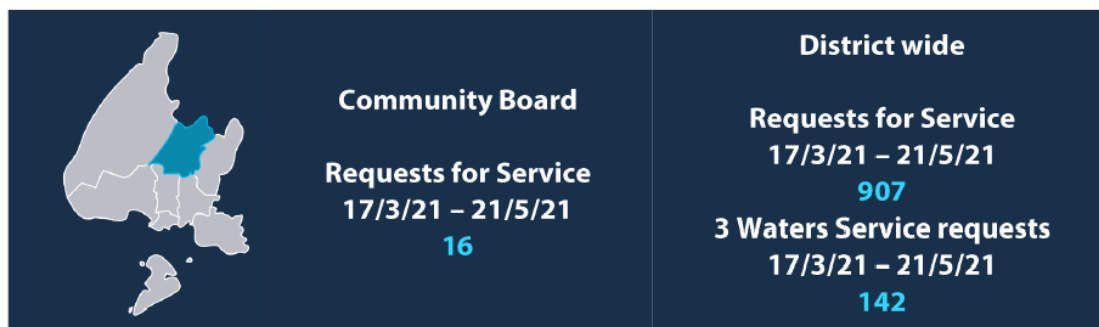 Community Board
Requests for Service
17/3/21 – 21/5/21
16
District wide
Requests for Service
17/3/21 – 21/5/21
907
3 Waters Service requests
17/3/21 – 21/5/21
142